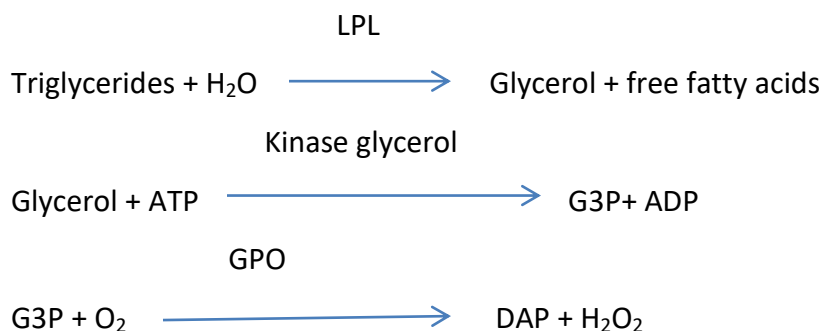 LPL
Triglycerides + H₂O Glycerol + free fatty acids
Kinase glycerol
Glycerol + ATP G3P+ ADP
GPO
G3P + O₂ DAP + H₂O₂